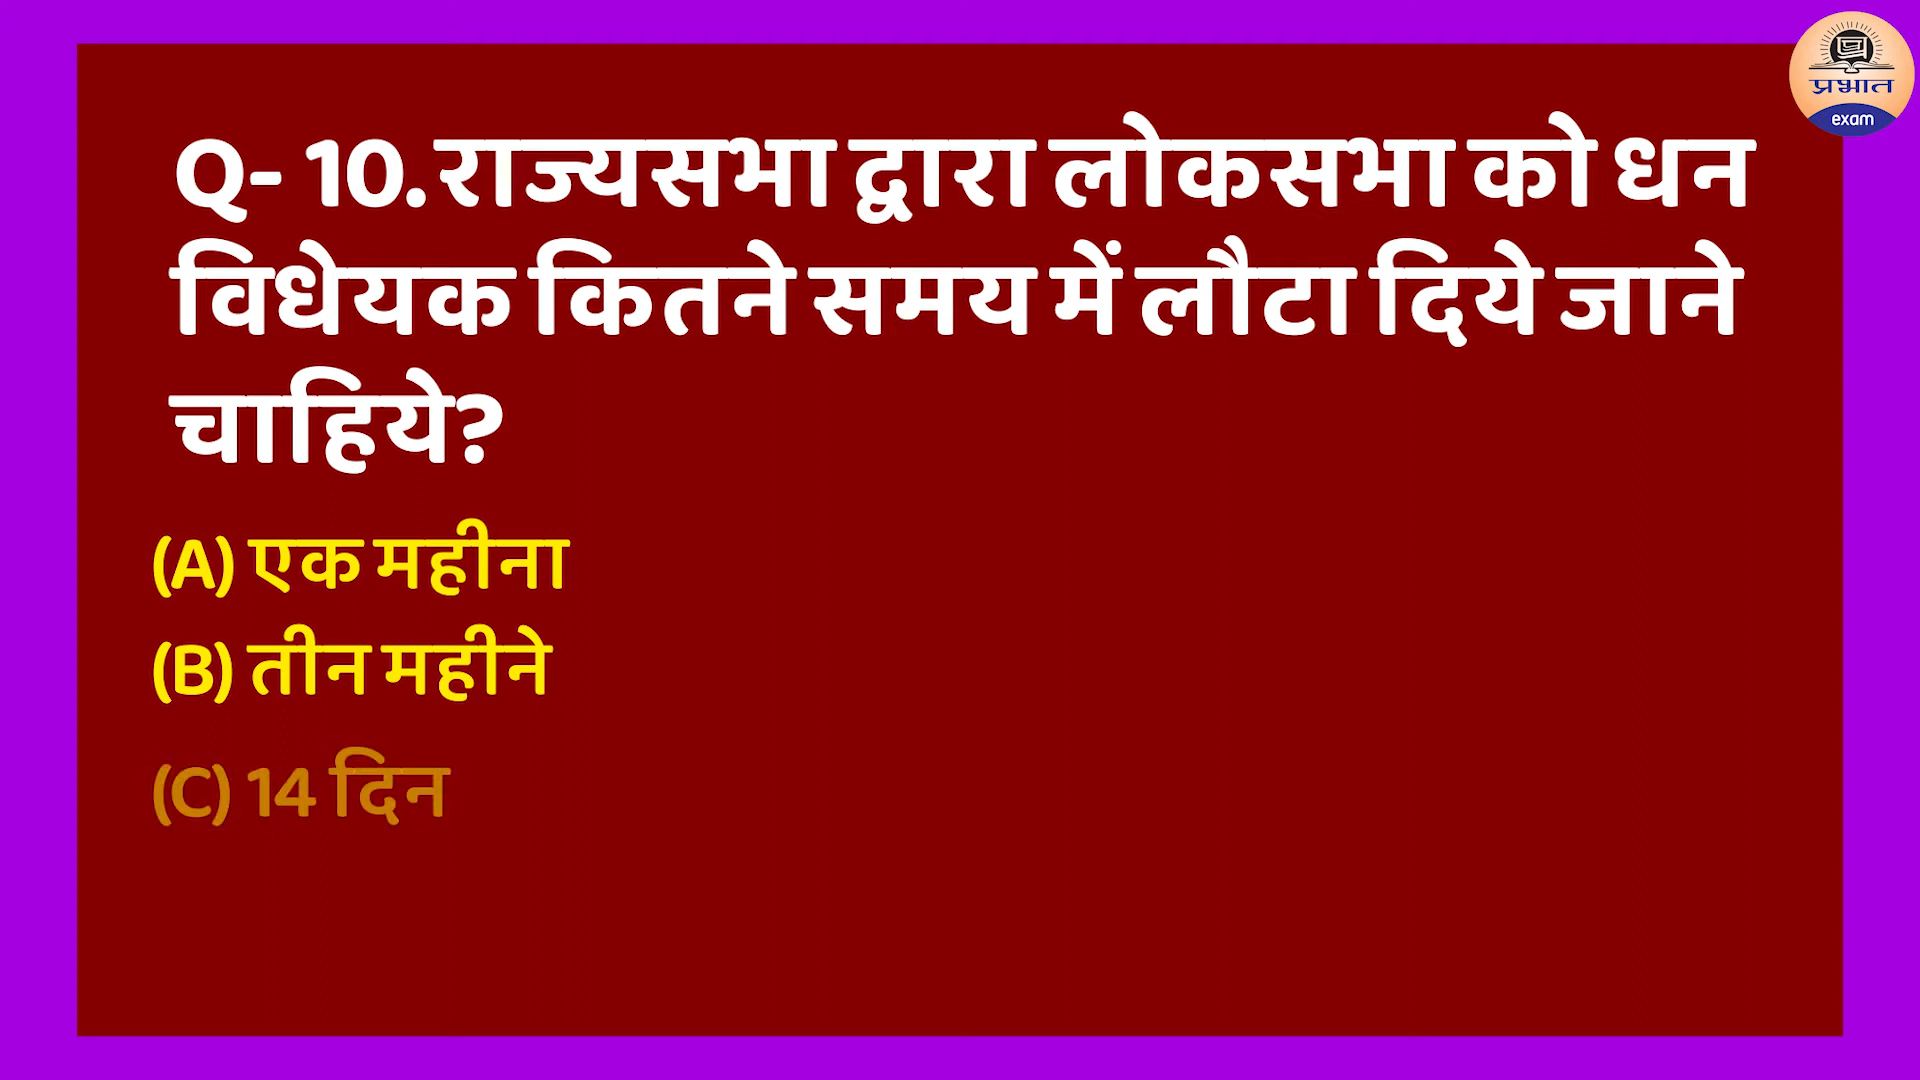 प्रभात
exam
Q- 10. राज्यसभा द्वारा लोकसभा को धन
विधेयक कितने समय में लौटा दिये जाने
चाहिये?
(A) एक महीना
(B) तीन महीने
(C) 14 दिन